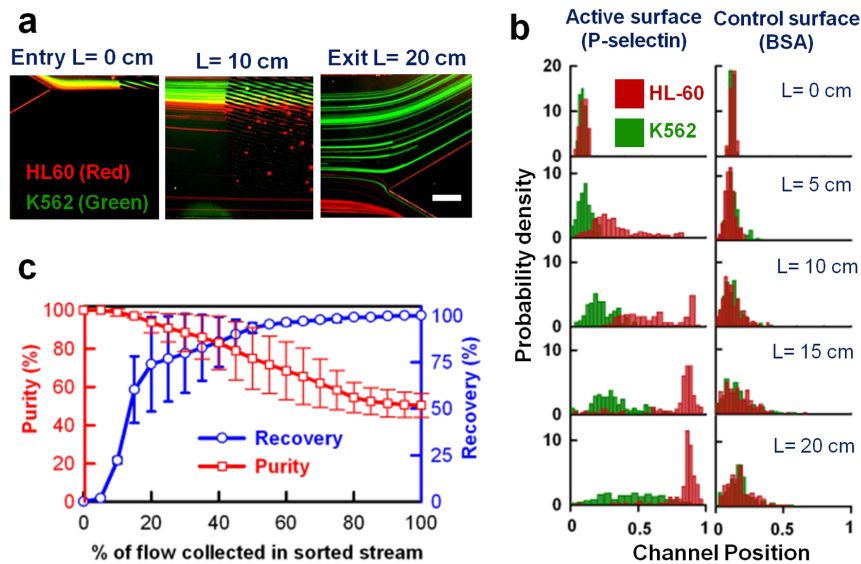 a
Entry L= 0 cm
L= 10 cm
Exit L= 20 cm
HL60 (Red)
K562 (Green)
b
Active surface
(P-selectin)
Control surface
(BSA)
HL-60
K562
L= 0 cm
L= 5 cm
L= 10 cm
L= 15 cm
L= 20 cm
Probability density
20
10
0
10
0
10
0
10
0
10
0
0
0.5
1
0
0.5
1
Channel Position
c
Purity (%)
100
80
60
40
20
0
Recovery (%)
100
75
50
25
0
Recovery
Purity
0
20
40
60
80
100
% of flow collected in sorted stream